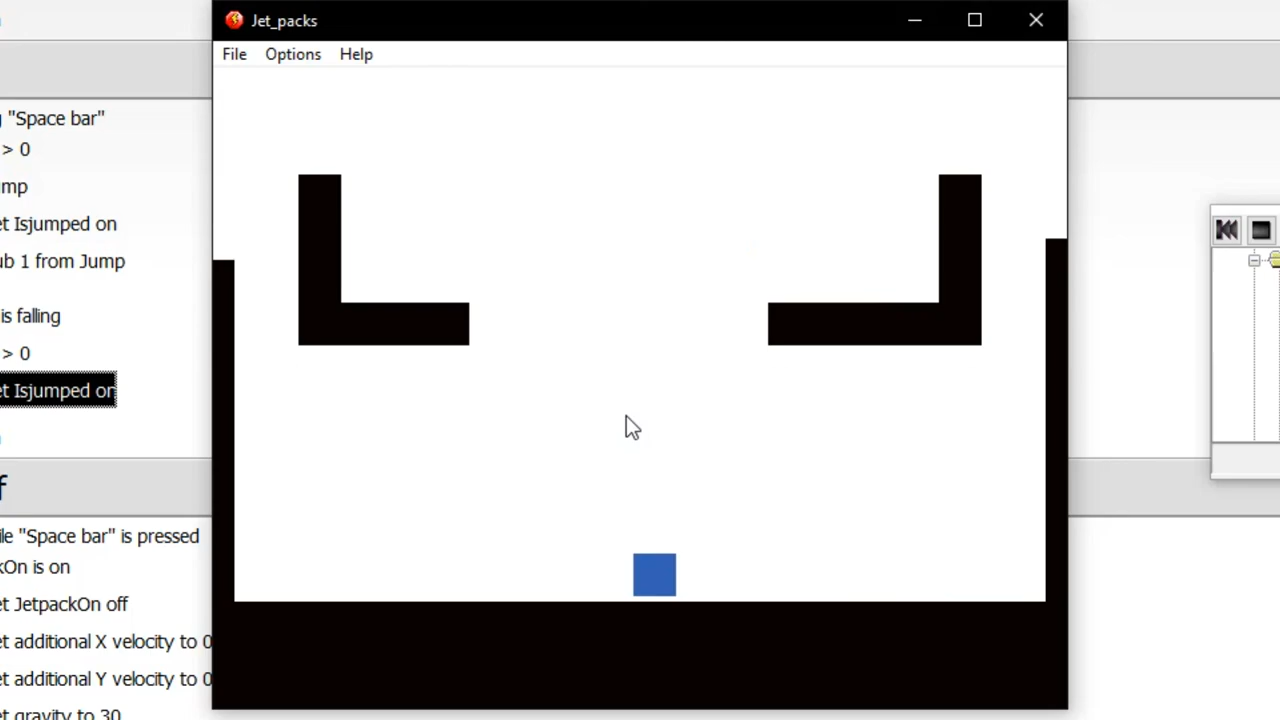 Jet_packs
File Options Help
"Space bar"
> 0
mp
et Isjumped on
ub 1 from Jump
is falling
> 0
et Isjumped on
f
ile "Space bar" is pressed
kOn is on
et JetpackOn off
et additional X velocity to 0
et additional Y velocity to 0
et gravity to 30